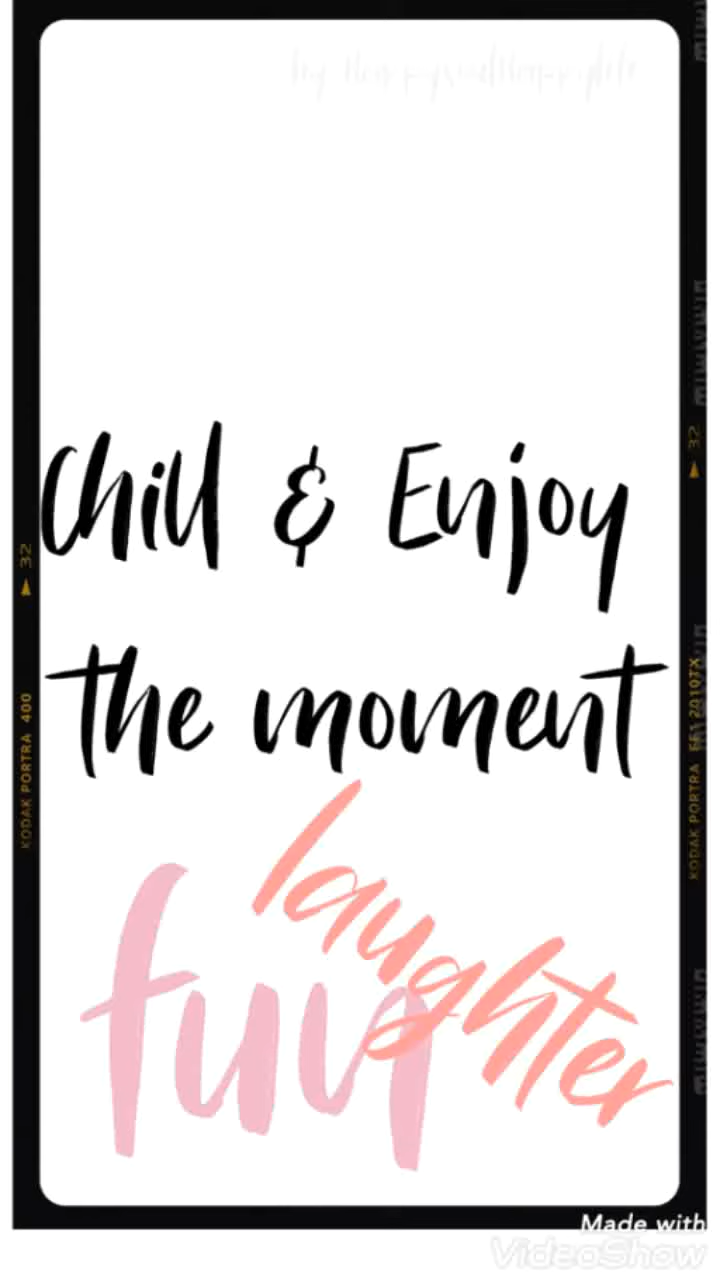 Chill & Enjoy
the moment
laughter
fun
32
KODAK PORTRA 400
32
KODAK PORTRA
Made with
VideoShow